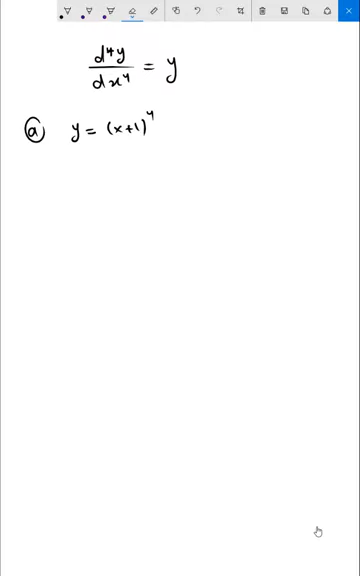 d⁴y/dx⁴ = y
ⓐ y = (x+1)⁴